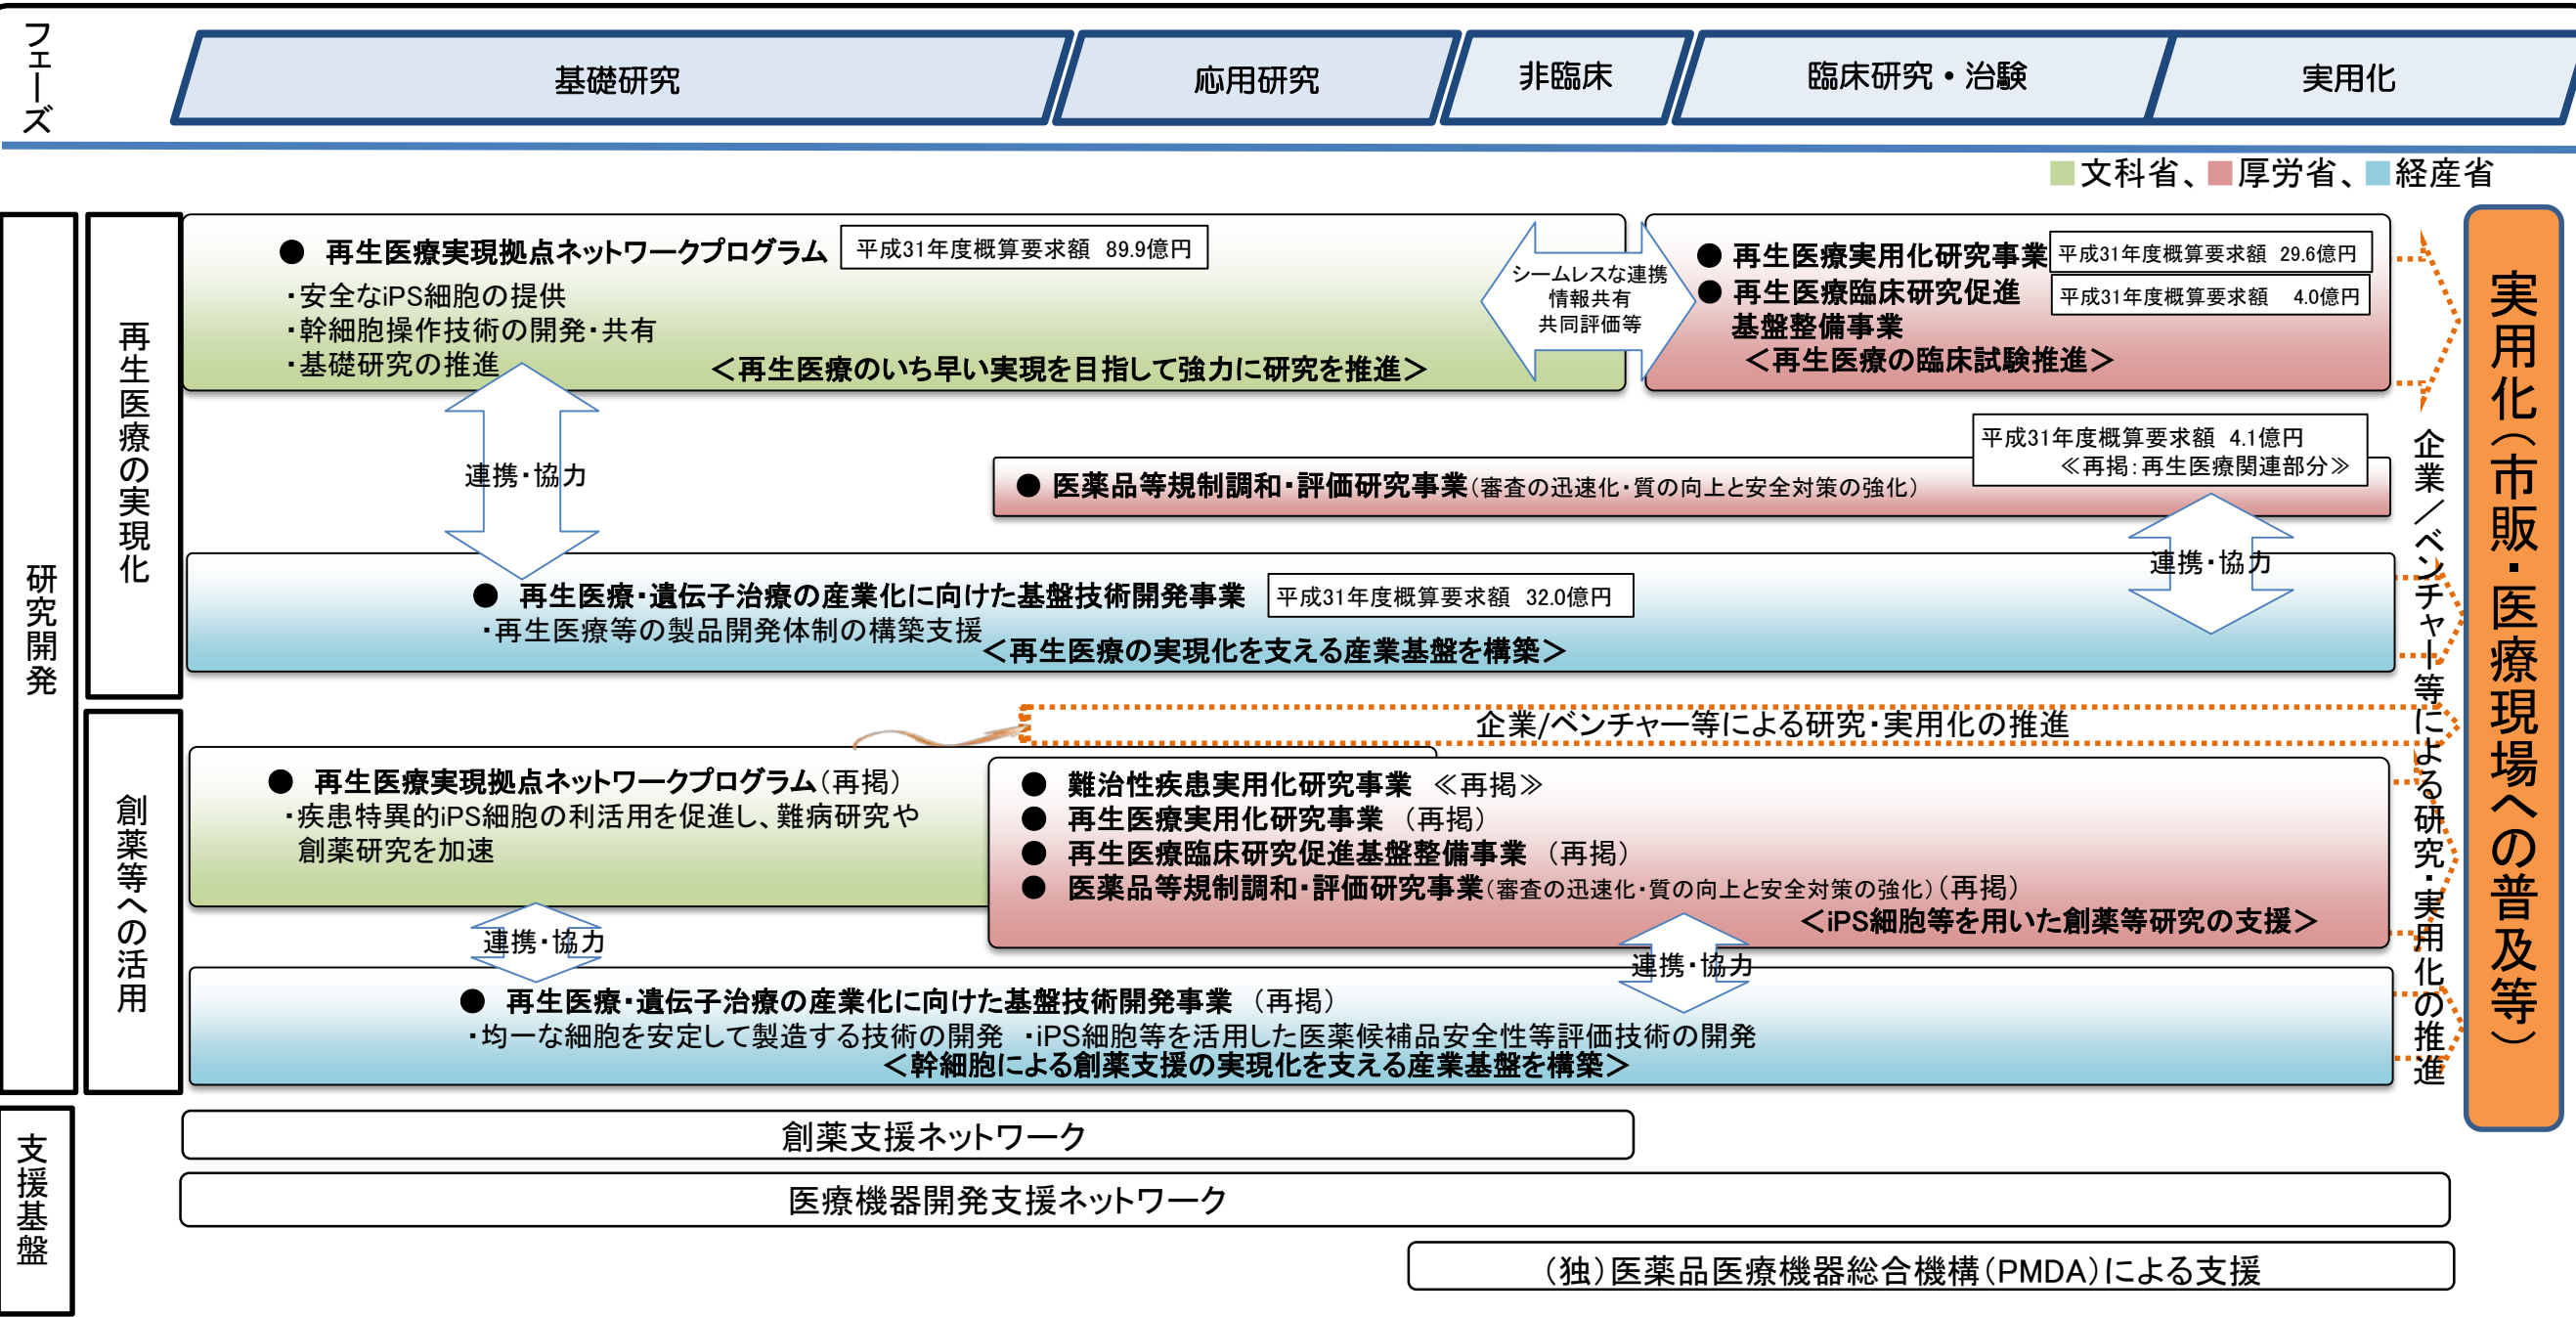 フェーズ
基礎研究
応用研究
非臨床
臨床研究・治験
実用化
文科省、厚労省、経産省
研究開発
再生医療の実現化
● 再生医療実現拠点ネットワークプログラム
平成31年度概算要求額 89.9億円
・安全なiPS細胞の提供
・幹細胞操作技術の開発・共有
・基礎研究の推進
＜再生医療のいち早い実現を目指して強力に研究を推進＞
シームレスな連携
情報共有
共同評価等
● 再生医療実用化研究事業
平成31年度概算要求額 29.6億円
● 再生医療臨床研究促進
基盤整備事業
平成31年度概算要求額 4.0億円
＜再生医療の臨床試験推進＞
連携・協力
平成31年度概算要求額 4.1億円
≪再掲：再生医療関連部分≫
● 医薬品等規制調和・評価研究事業（審査の迅速化・質の向上と安全対策の強化）
連携・協力
● 再生医療・遺伝子治療の産業化に向けた基盤技術開発事業
平成31年度概算要求額 32.0億円
・再生医療等の製品開発体制の構築支援
＜再生医療の実現化を支える産業基盤を構築＞
企業／ベンチャー等による研究・実用化の推進
実用化（市販・医療現場への普及等）
創薬等への活用
企業/ベンチャー等による研究・実用化の推進
● 再生医療実現拠点ネットワークプログラム（再掲）
・疾患特異的iPS細胞の利活用を促進し、難病研究や
創薬研究を加速
● 難治性疾患実用化研究事業 ≪再掲≫
● 再生医療実用化研究事業 （再掲）
● 再生医療臨床研究促進基盤整備事業 （再掲）
● 医薬品等規制調和・評価研究事業（審査の迅速化・質の向上と安全対策の強化）（再掲）
＜iPS細胞等を用いた創薬等研究の支援＞
連携・協力
連携・協力
● 再生医療・遺伝子治療の産業化に向けた基盤技術開発事業 （再掲）
・均一な細胞を安定して製造する技術の開発 ・iPS細胞等を活用した医薬候補品安全性等評価技術の開発
＜幹細胞による創薬支援の実現化を支える産業基盤を構築＞
支援基盤
創薬支援ネットワーク
医療機器開発支援ネットワーク
（独）医薬品医療機器総合機構（PMDA）による支援